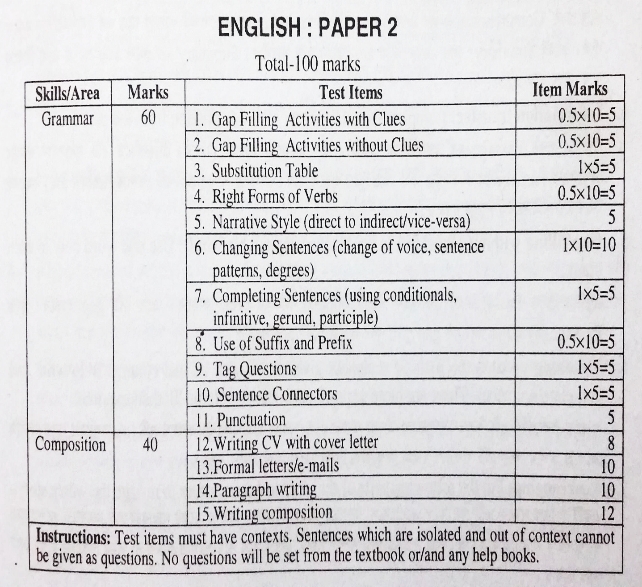 ENGLISH : PAPER 2
Total-100 marks
Skills/Area Marks Test Items Item Marks
Grammar 60 1. Gap Filling Activities with Clues 0.5×10=5
2. Gap Filling Activities without Clues 0.5×10=5
3. Substitution Table 1×5=5
4. Right Forms of Verbs 0.5×10=5
5. Narrative Style (direct to indirect/vice-versa) 5
6. Changing Sentences (change of voice, sentence 1×10=10
patterns, degrees)
7. Completing Sentences (using conditionals, 1×5=5
infinitive, gerund, participle)
8. Use of Suffix and Prefix 0.5×10=5
9. Tag Questions 1×5=5
10. Sentence Connectors 1×5=5
11. Punctuation 5
Composition 40 12.Writing CV with cover letter 8
13.Formal letters/e-mails 10
14.Paragraph writing 10
15.Writing composition 12
Instructions: Test items must have contexts. Sentences which are isolated and out of context cannot
be given as questions. No questions will be set from the textbook or/and any help books.